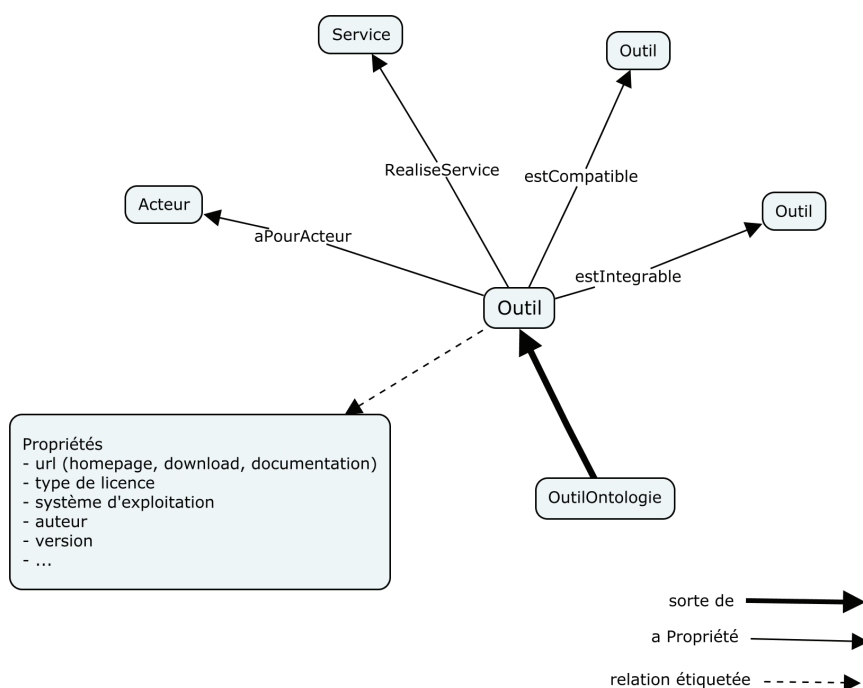 Service
Outil
RealiseService
estCompatible
Acteur
Outil
aPourActeur
estIntegrable
Outil
Propriétés
- url (homepage, download, documentation)
- type de licence
- système d'exploitation
- auteur
- version
- ...
OutilOntologie
sorte de
a Propriété
relation étiquetée